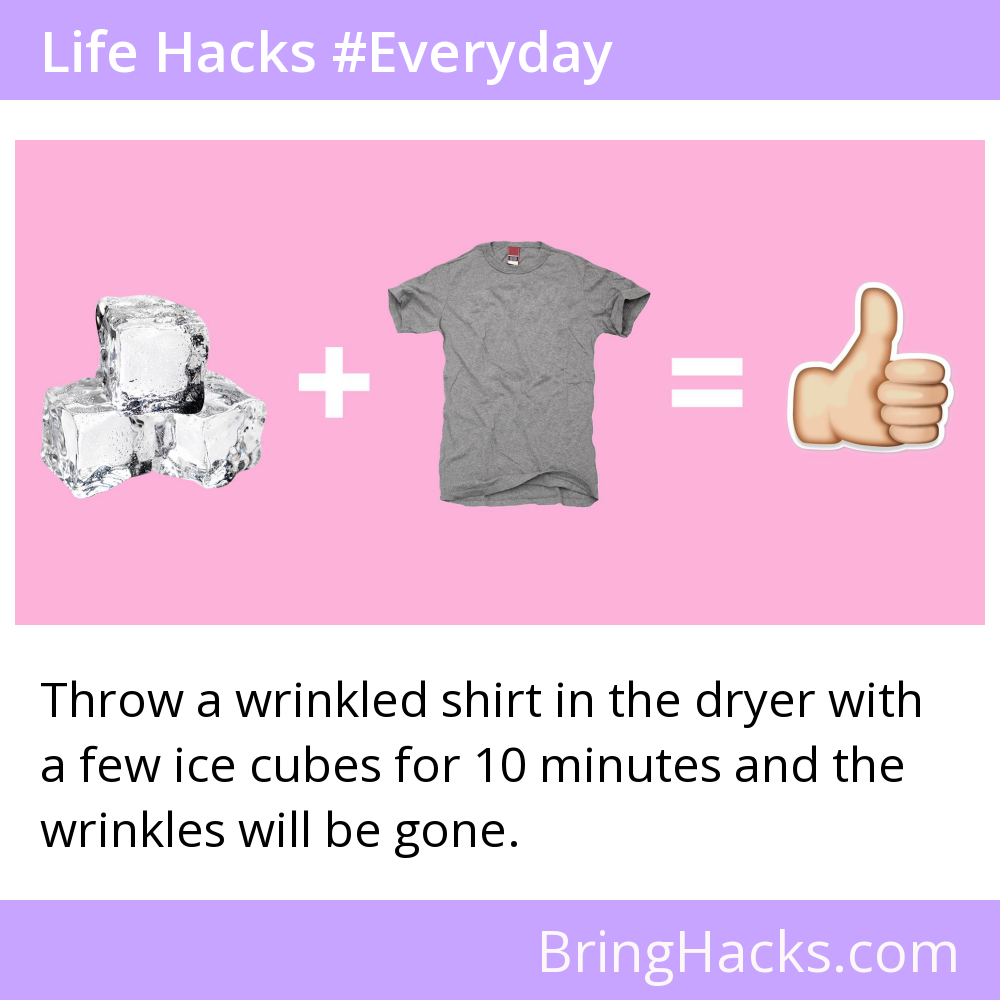 Life Hacks #Everyday
Throw a wrinkled shirt in the dryer with
a few ice cubes for 10 minutes and the
wrinkles will be gone.
BringHacks.com